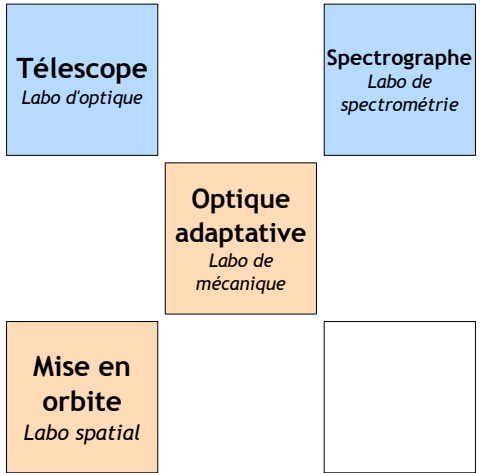 Télescope
Labo d'optique
Spectrographe
Labo de
spectrométrie
Optique
adaptative
Labo de
mécanique
Mise en
orbite
Labo spatial